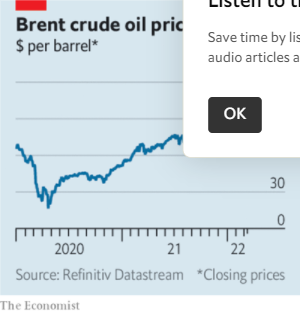 Listen to t
Brent crude oil pric
$ per barrel*
Save time by lis
audio articles a
OK
30
0
2020 21 22
Source: Refinitiv Datastream *Closing prices
The Economist